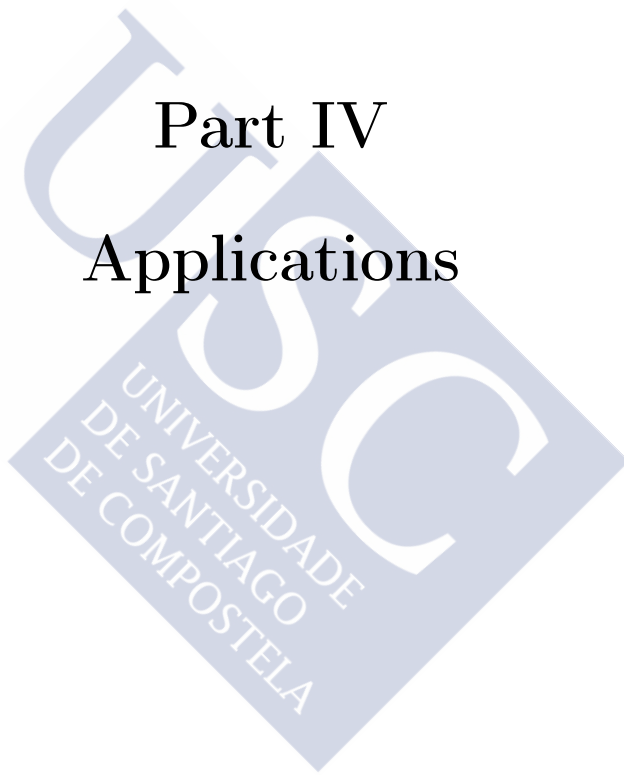 Part IV
Applications
USC
UNIVERSIDADE
DE SANTIAGO
DE COMPOSTELA